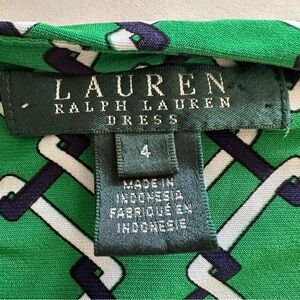 LAUREN
RALPH LAUREN
DRESS
4
MADE IN
INDONESIA
FABRIQUE EN
INDONESIE